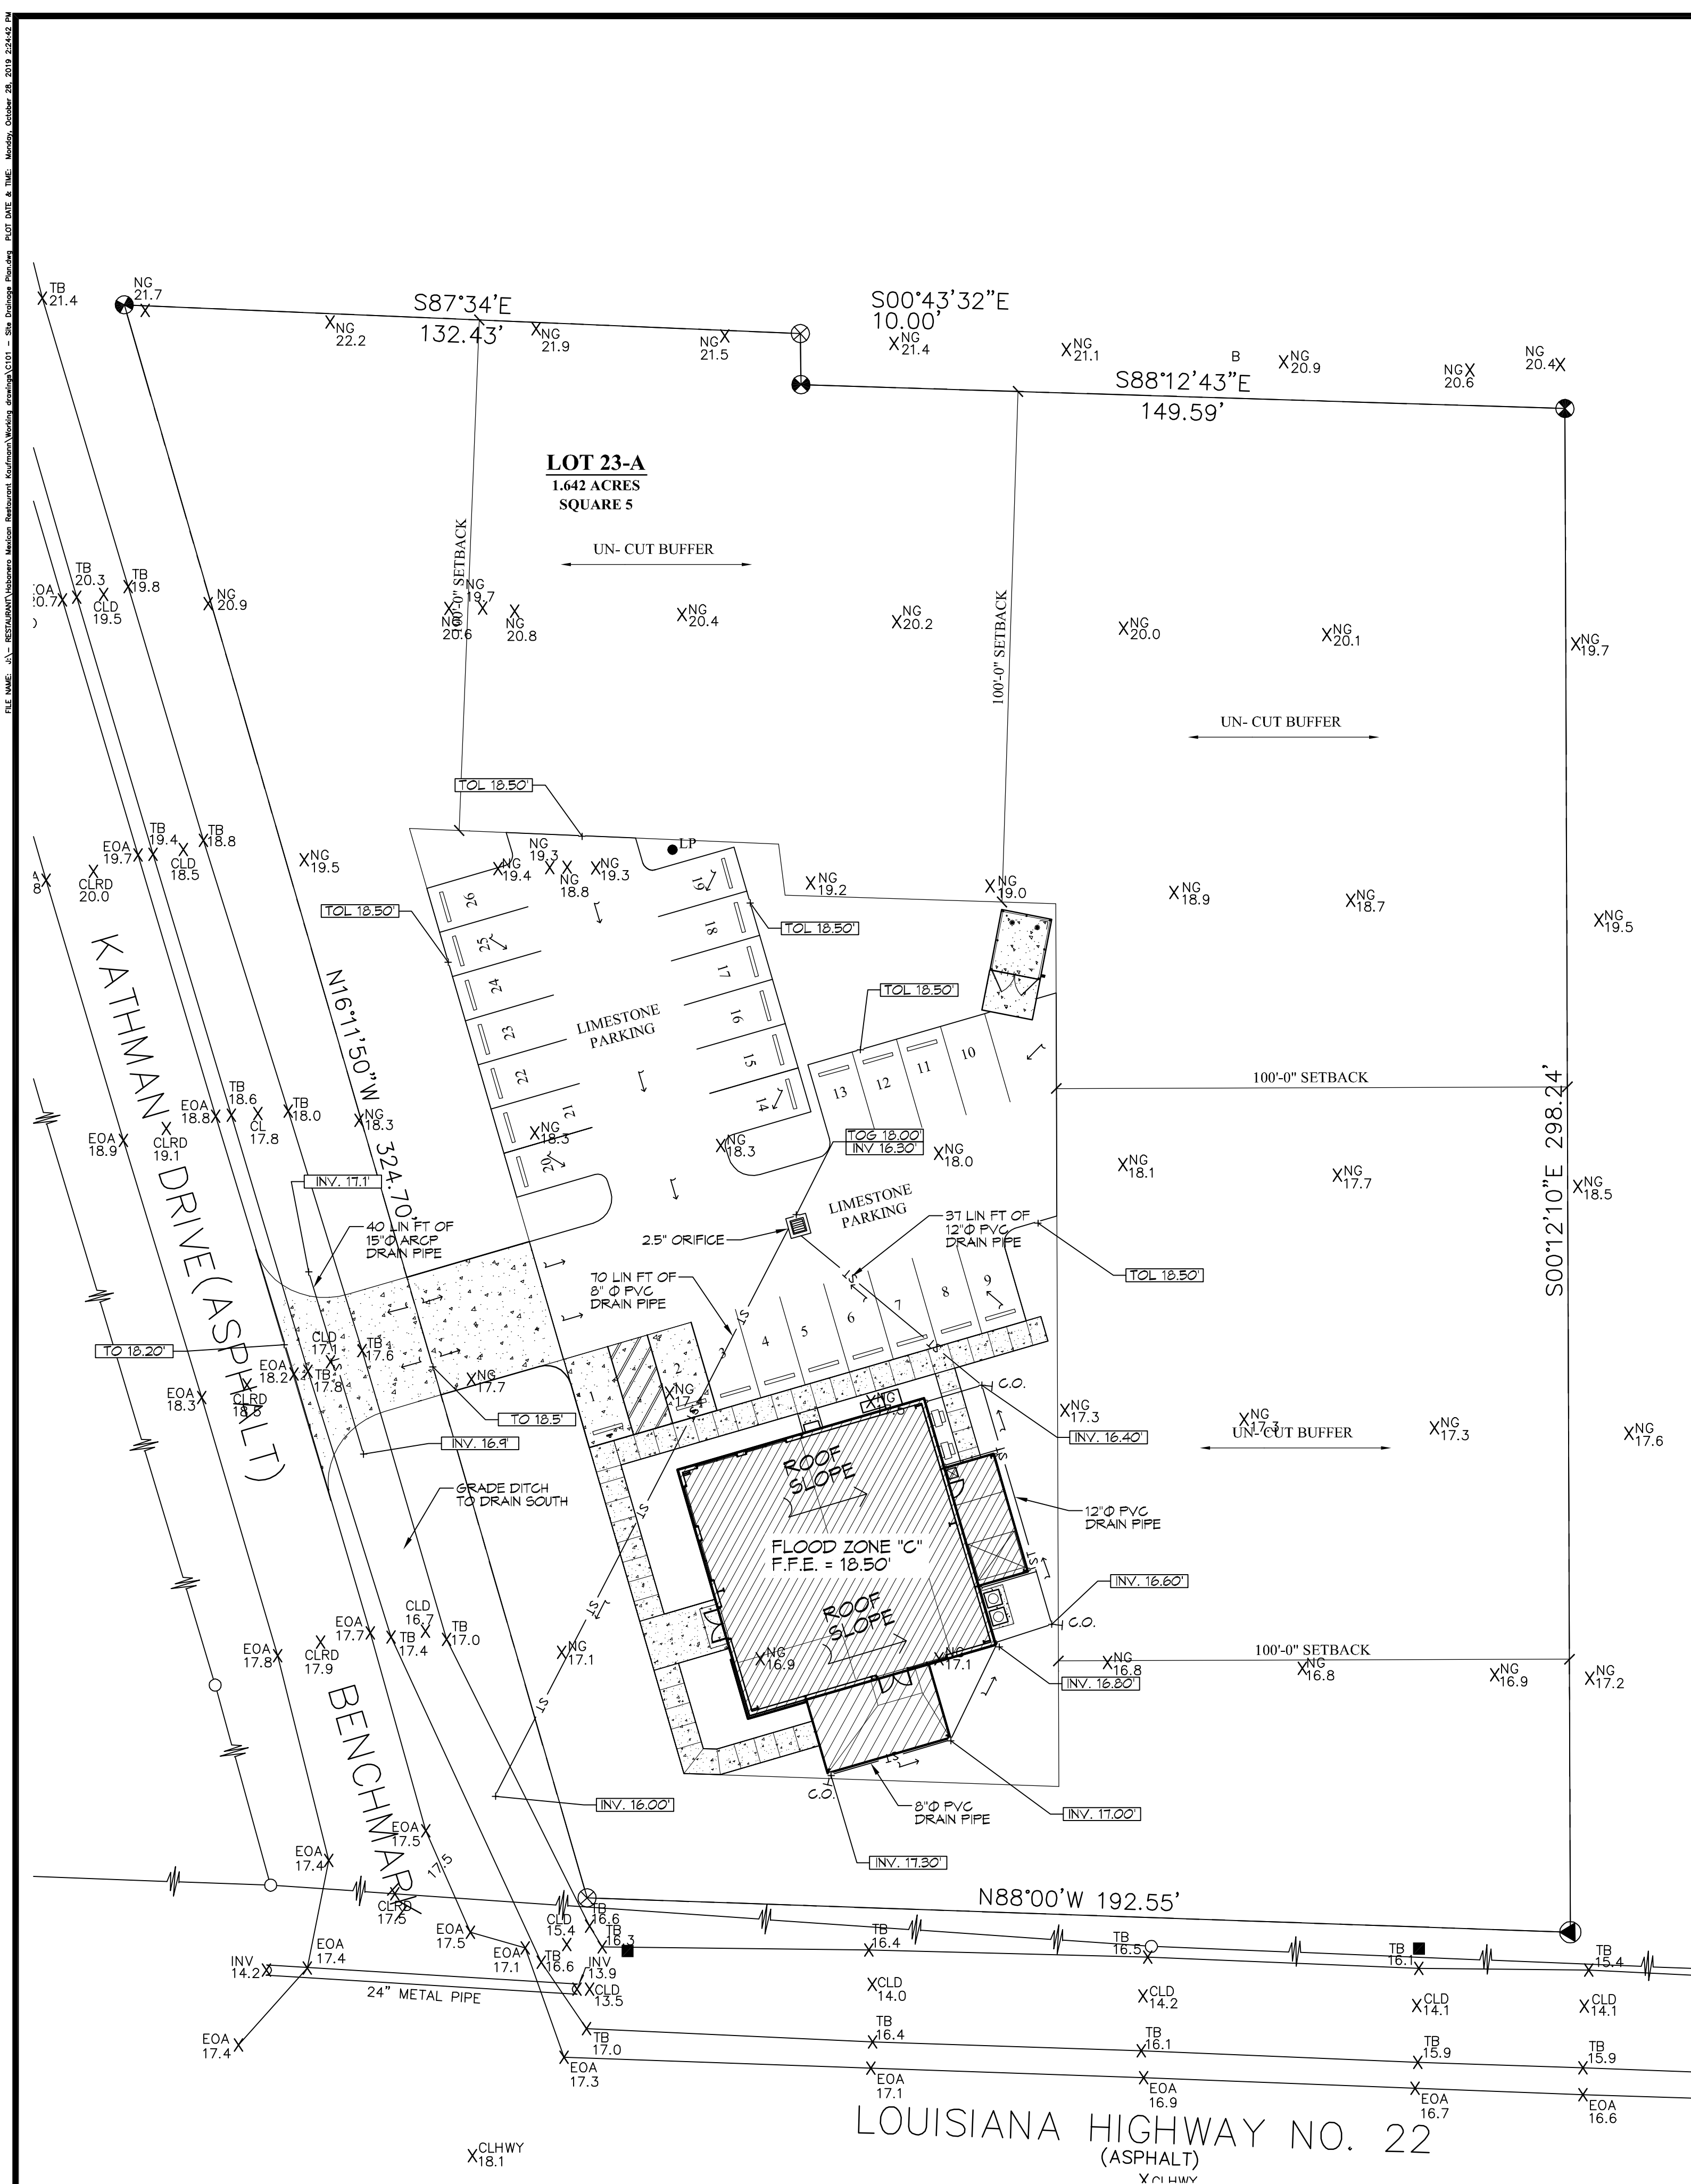 FILE NAME: J:\- RESTAURANT\Habanero Mexican Restaurant Kaufmann\Working drawings\C101 - Site Drainage Plan.dwg PLOT DATE & TIME: Monday, October 28, 2019 2:24:42 PM
TB
21.4
NG
21.7
S87°34'E
132.43'
S00°43'32"E
10.00'
NG
22.2
NG
21.9
NG
21.5
NG
21.4
NG
21.1
B
NG
20.9
NG
20.6
NG
20.4
S88°12'43"E
149.59'
LOT 23-A
1.642 ACRES
SQUARE 5
100'-0" SETBACK
UN- CUT BUFFER
100'-0" SETBACK
20.7
TB
20.3
CLD
19.5
TB
19.8
NG
20.9
NG
20.6
NG
19.7
NG
20.8
NG
20.4
NG
20.2
NG
20.0
NG
20.1
NG
19.7
UN- CUT BUFFER
TOL 18.50'
EOA
19.7
TB
19.4
CLD
18.5
TB
18.8
CLRD
20.0
NG
19.5
NG
19.4
NG
19.3
NG
18.8
NG
19.3
LP
NG
19.2
NG
19.0
NG
18.9
NG
18.7
NG
19.5
TOL 18.50'
TOL 18.50'
TOL 18.50'
26
25
24
23
22
21
20
19
18
17
16
15
14
13
12
11
10
LIMESTONE
PARKING
KATHMAN DRIVE(ASPHALT)
N16°11'50"W 324.70'
100'-0" SETBACK
S00°12'10"E 298.24'
EOA
18.9
CLRD
19.1
EOA
18.8
TB
18.6
CL
17.8
TB
18.0
NG
18.3
NG
18.3
NG
18.3
TOG 18.00'
INV 16.30'
NG
18.0
NG
18.1
NG
17.7
NG
18.5
INV. 17.1'
40 LIN FT OF
15"Φ ARCP
DRAIN PIPE
LIMESTONE
PARKING
2.5" ORIFICE
37 LIN FT OF
12"Φ PVC
DRAIN PIPE
TOL 18.50'
70 LIN FT OF
8" Φ PVC
DRAIN PIPE
ST
ST
ST
1
2
3
4
5
6
7
8
9
TO 18.20'
EOA
18.3
CLRD
18.5
EOA
18.2
CLD
17.1
TB
17.8
TB
17.6
NG
17.7
NG
TO 18.5'
INV. 16.9'
NG
C.O.
NG
17.3
NG
17.3
UN- CUT BUFFER
NG
17.3
NG
17.6
INV. 16.40'
GRADE DITCH
TO DRAIN SOUTH
ST
ST
ST
ST
ST
ROOF
SLOPE
FLOOD ZONE "C"
F.F.E. = 18.50'
ROOF
SLOPE
12"Φ PVC
DRAIN PIPE
INV. 16.60'
C.O.
100'-0" SETBACK
EOA
17.8
CLRD
17.9
EOA
17.7
TB
17.4
CLD
16.7
TB
17.0
NG
17.1
NG
16.9
NG
17.1
NG
16.8
NG
16.8
NG
16.9
NG
17.2
INV. 16.80'
BENCHMARK
INV. 16.00'
ST
C.O.
8"Φ PVC
DRAIN PIPE
INV. 17.00'
INV. 17.30'
EOA
17.4
EOA
17.5
17.5
CLRD
17.5
N88°00'W 192.55'
EOA
17.5
EOA
17.1
CLD
15.4
TB
16.6
TB
16.3
TB
16.6
INV
14.2
EOA
17.4
INV
13.9
CLD
13.5
24" METAL PIPE
TB
16.4
TB
16.5
TB
16.1
TB
15.4
CLD
14.0
CLD
14.2
CLD
14.1
CLD
14.1
EOA
17.4
TB
17.0
TB
16.4
TB
16.1
TB
15.9
TB
15.9
EOA
17.3
EOA
17.1
EOA
16.9
EOA
16.7
EOA
16.6
LOUISIANA HIGHWAY NO. 22
(ASPHALT)
CLHWY
18.1
CLHWY